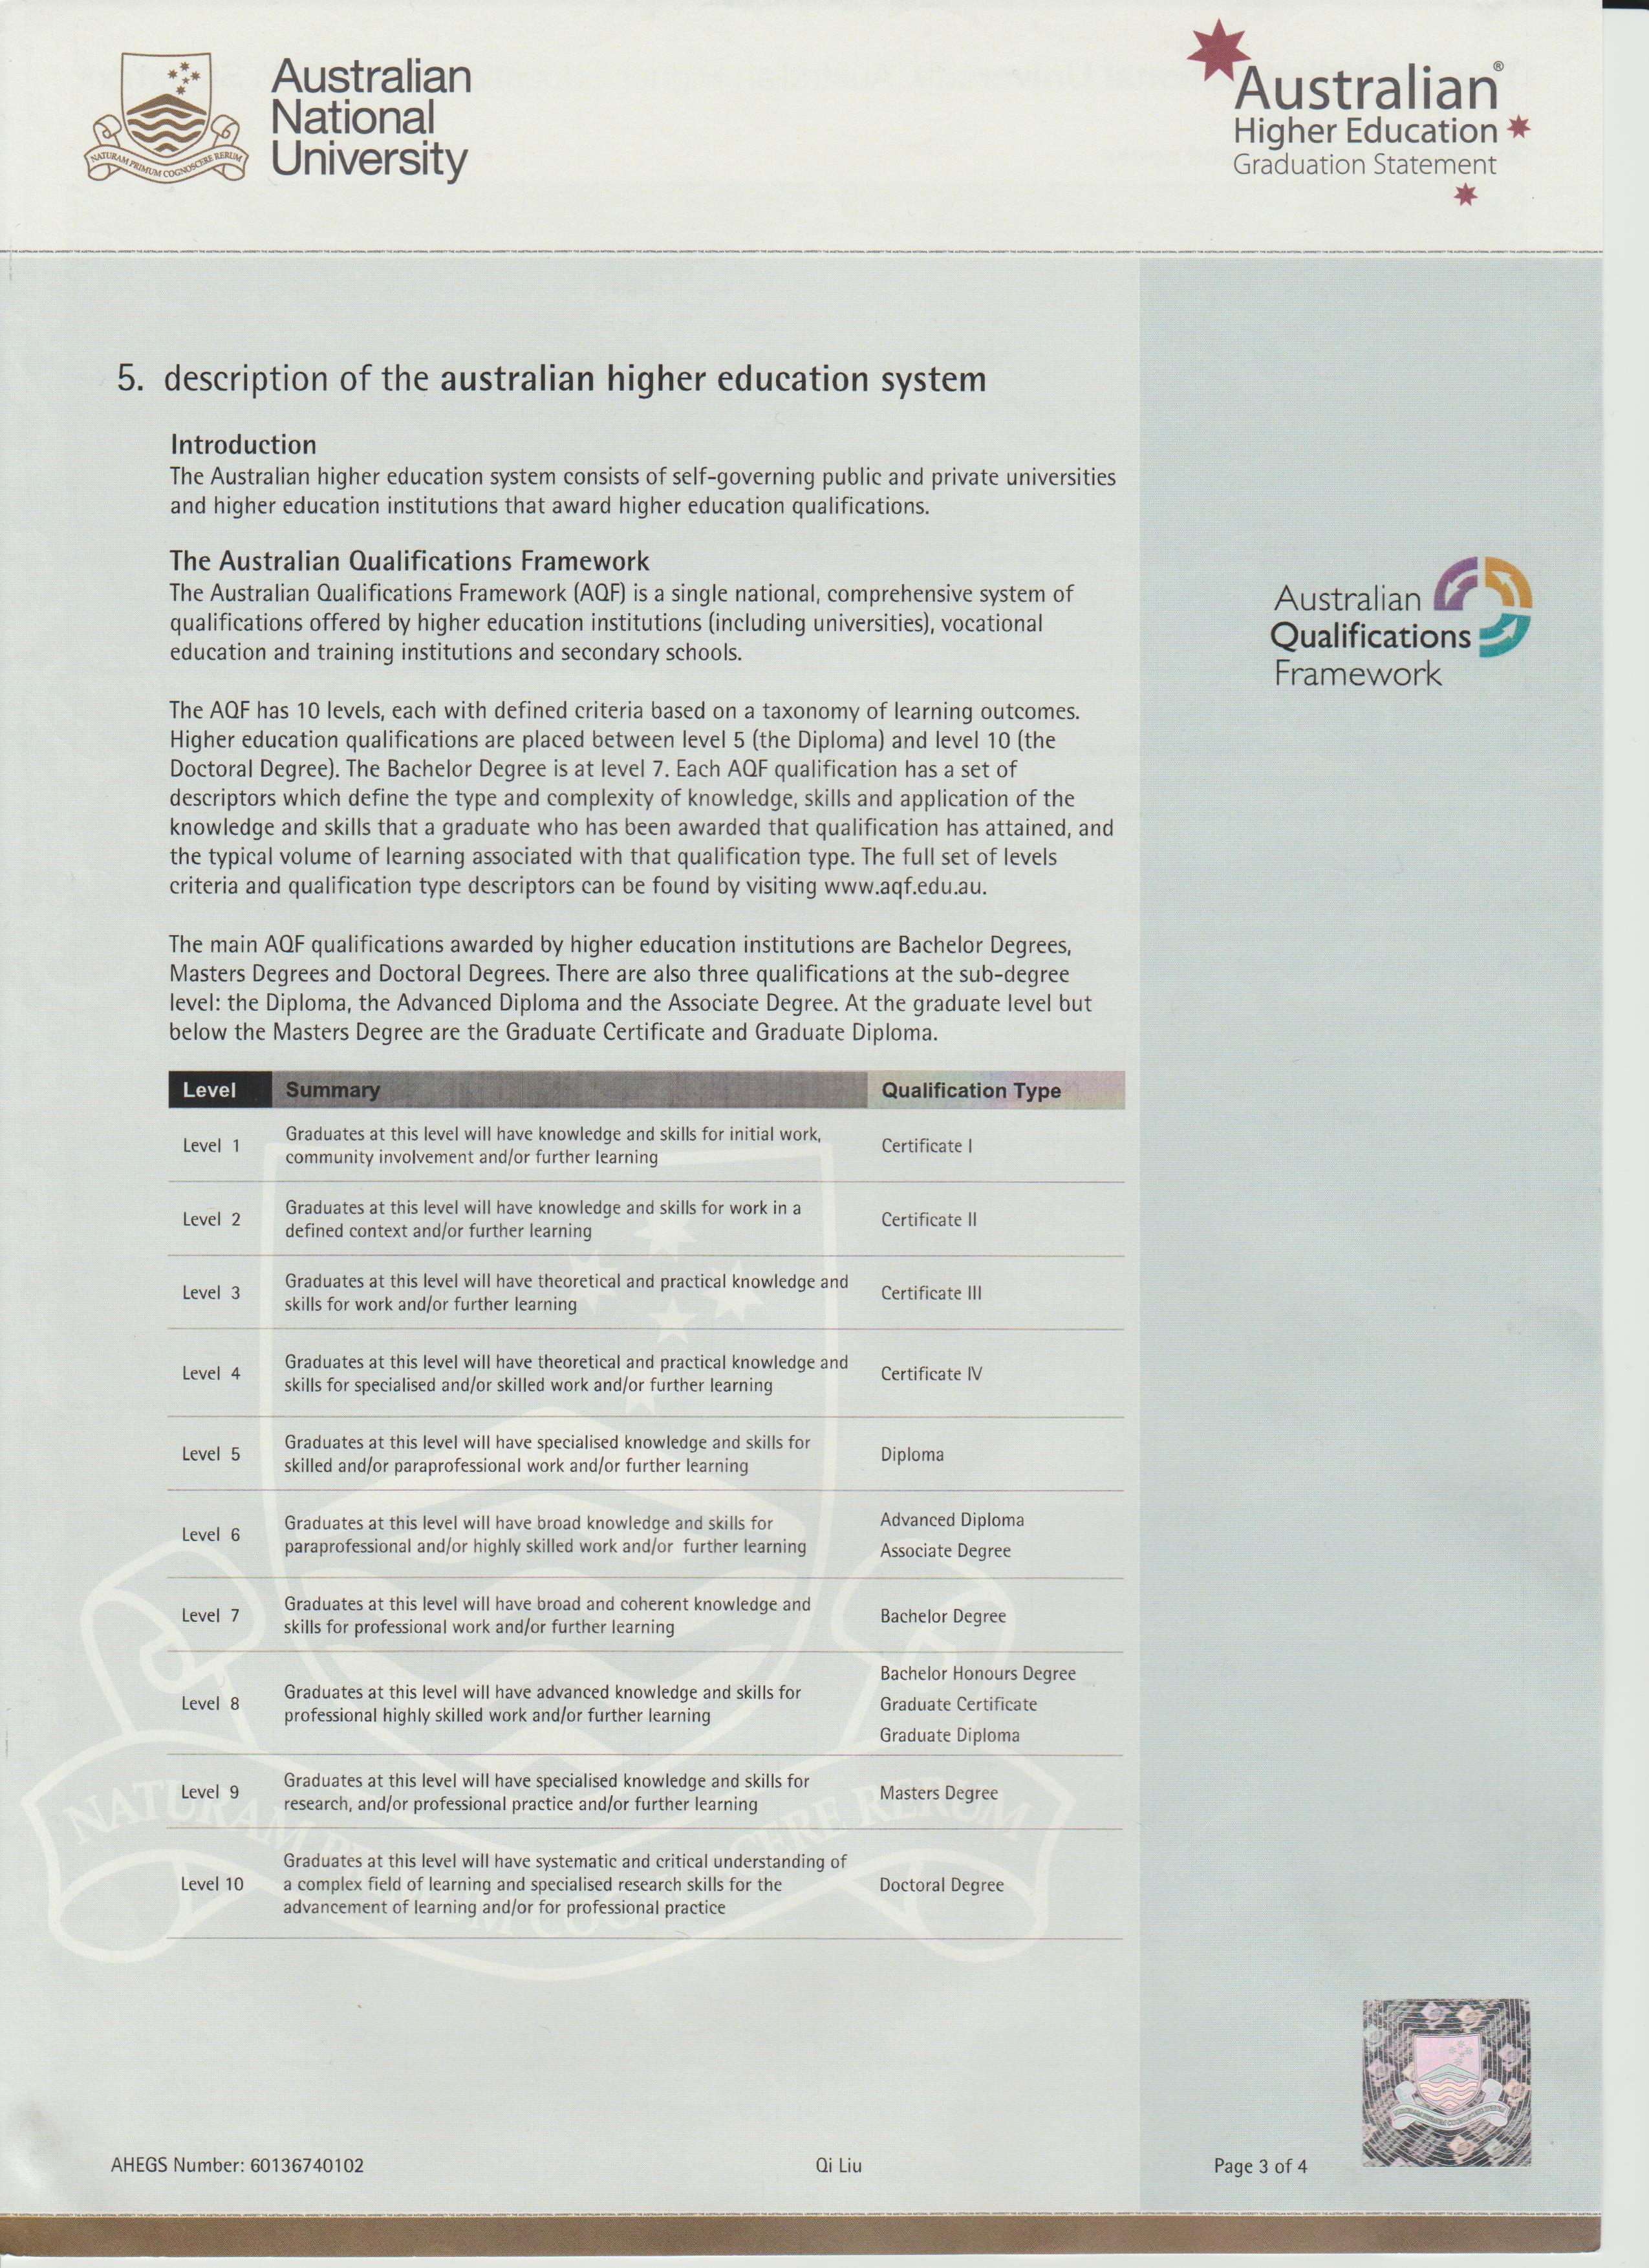 Australian
National
University
NATURAM PRIMUM COGNOSCERE RERUM
Australian®
Higher Education
Graduation Statement
5. description of the australian higher education system
Introduction
The Australian higher education system consists of self-governing public and private universities
and higher education institutions that award higher education qualifications.
The Australian Qualifications Framework
The Australian Qualifications Framework (AQF) is a single national, comprehensive system of
qualifications offered by higher education institutions (including universities), vocational
education and training institutions and secondary schools.
Australian
Qualifications
Framework
The AQF has 10 levels, each with defined criteria based on a taxonomy of learning outcomes.
Higher education qualifications are placed between level 5 (the Diploma) and level 10 (the
Doctoral Degree). The Bachelor Degree is at level 7. Each AQF qualification has a set of
descriptors which define the type and complexity of knowledge, skills and application of the
knowledge and skills that a graduate who has been awarded that qualification has attained, and
the typical volume of learning associated with that qualification type. The full set of levels
criteria and qualification type descriptors can be found by visiting www.aqf.edu.au.
The main AQF qualifications awarded by higher education institutions are Bachelor Degrees,
Masters Degrees and Doctoral Degrees. There are also three qualifications at the sub-degree
level: the Diploma, the Advanced Diploma and the Associate Degree. At the graduate level but
below the Masters Degree are the Graduate Certificate and Graduate Diploma.
Level Summary Qualification Type
Level 1 Graduates at this level will have knowledge and skills for initial work,
community involvement and/or further learning Certificate I
Level 2 Graduates at this level will have knowledge and skills for work in a
defined context and/or further learning Certificate II
Level 3 Graduates at this level will have theoretical and practical knowledge and
skills for work and/or further learning Certificate III
Level 4 Graduates at this level will have theoretical and practical knowledge and
skills for specialised and/or skilled work and/or further learning Certificate IV
Level 5 Graduates at this level will have specialised knowledge and skills for
skilled and/or paraprofessional work and/or further learning Diploma
Level 6 Graduates at this level will have broad knowledge and skills for
paraprofessional and/or highly skilled work and/or further learning
Advanced Diploma
Associate Degree
Level 7 Graduates at this level will have broad and coherent knowledge and
skills for professional work and/or further learning Bachelor Degree
Level 8 Graduates at this level will have advanced knowledge and skills for
professional highly skilled work and/or further learning
Bachelor Honours Degree
Graduate Certificate
Graduate Diploma
Level 9 Graduates at this level will have specialised knowledge and skills for
research, and/or professional practice and/or further learning Masters Degree
Level 10 Graduates at this level will have systematic and critical understanding of
a complex field of learning and specialised research skills for the
advancement of learning and/or for professional practice Doctoral Degree
NATURAM PRIMUM COGNOSCERE RERUM
AHEGS Number: 60136740102 Qi Liu Page 3 of 4